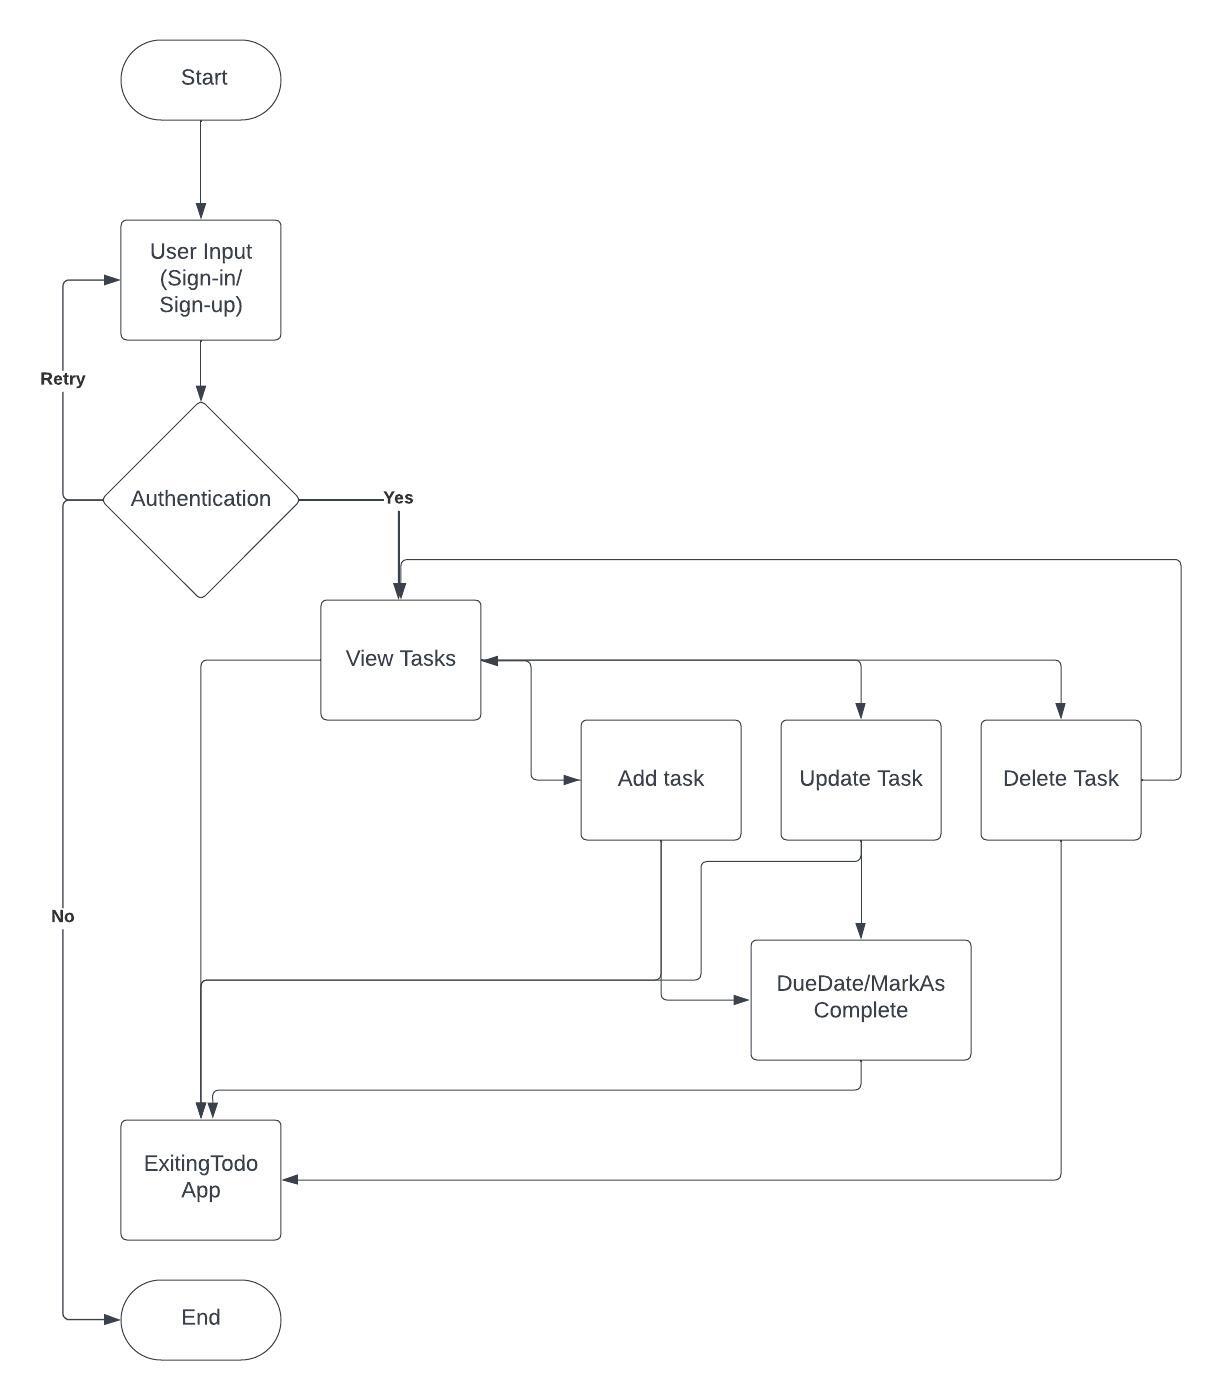 Start
User Input
(Sign-in/
Sign-up)
Retry
Authentication
Yes
View Tasks
Add task
Update Task
Delete Task
No
DueDate/MarkAs
Complete
ExitingTodo
App
End